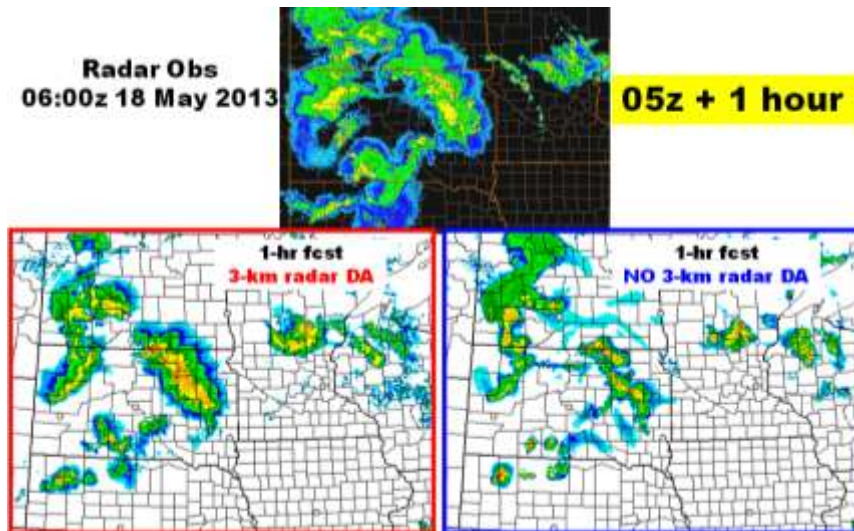 Radar Obs
06:00z 18 May 2013
05z + 1 hour
1-hr fcst
3-km radar DA
1-hr fcst
NO 3-km radar DA